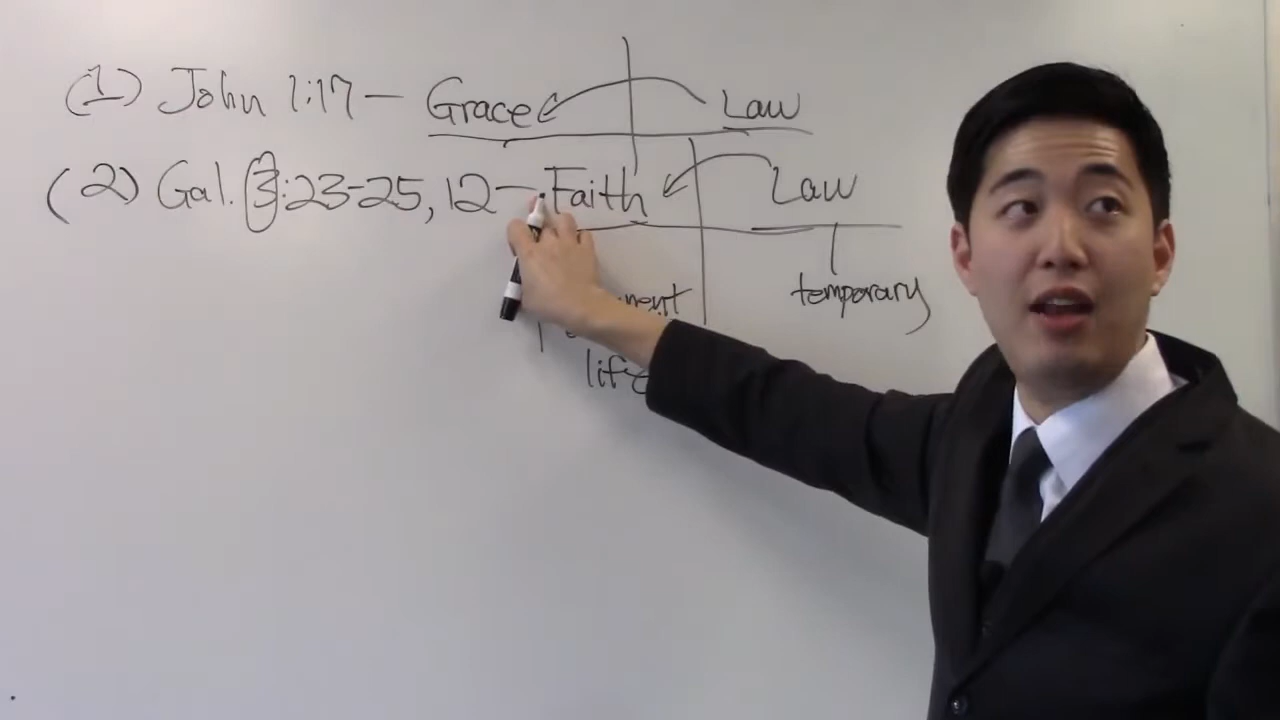 (1) John 1:17 — Grace Law
(2) Gal. 3:23-25, 12 — Faith Law
temporary
life